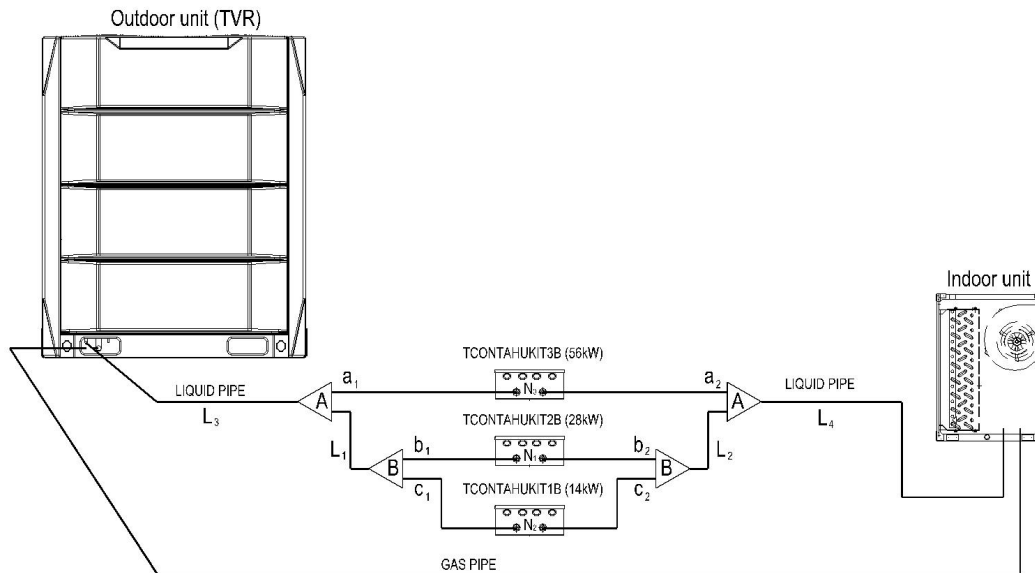 Outdoor unit (TVR)
Indoor unit
TCONTAHUKIT3B (56kW)
LIQUID PIPE
L3
A
a1
N3
a2
A
LIQUID PIPE
L4
TCONTAHUKIT2B (28kW)
L1
B
b1
N1
b2
B
L2
c1
TCONTAHUKIT1B (14kW)
c2
N2
GAS PIPE